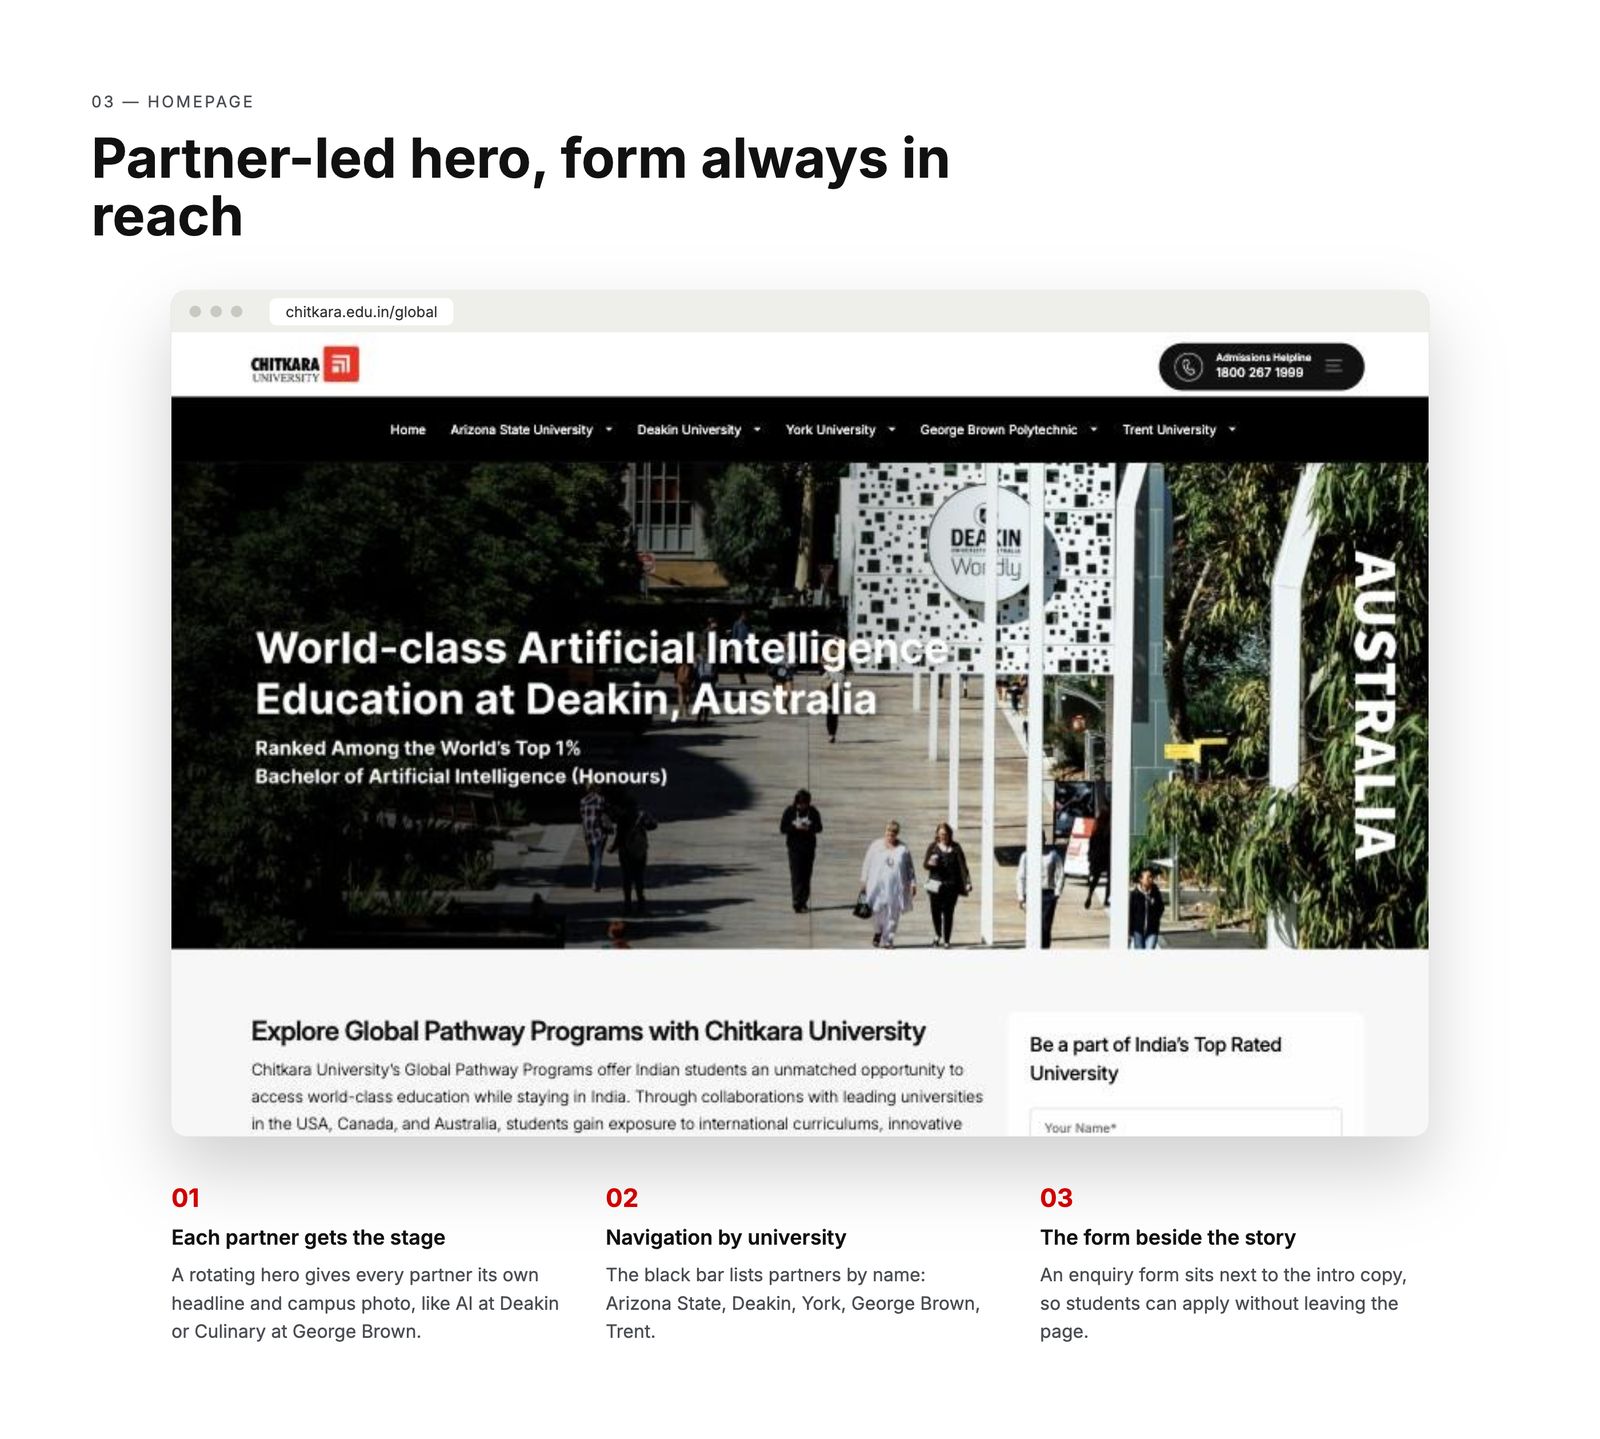 03 — HOMEPAGE
Partner-led hero, form always in
reach
chitkara.edu.in/global
CHITKARA
UNIVERSITY
Admissions Helpline
1800 267 1999
Home Arizona State University Deakin University York University George Brown Polytechnic Trent University
DEAKIN
Worldly
AUSTRALIA
World-class Artificial Intelligence
Education at Deakin, Australia
Ranked Among the World's Top 1%
Bachelor of Artificial Intelligence (Honours)
Explore Global Pathway Programs with Chitkara University
Chitkara University's Global Pathway Programs offer Indian students an unmatched opportunity to
access world-class education while staying in India. Through collaborations with leading universities
in the USA, Canada, and Australia, students gain exposure to international curriculums, innovative
Be a part of India's Top Rated
University
Your Name*
01
Each partner gets the stage
A rotating hero gives every partner its own
headline and campus photo, like AI at Deakin
or Culinary at George Brown.
02
Navigation by university
The black bar lists partners by name:
Arizona State, Deakin, York, George Brown,
Trent.
03
The form beside the story
An enquiry form sits next to the intro copy,
so students can apply without leaving the
page.